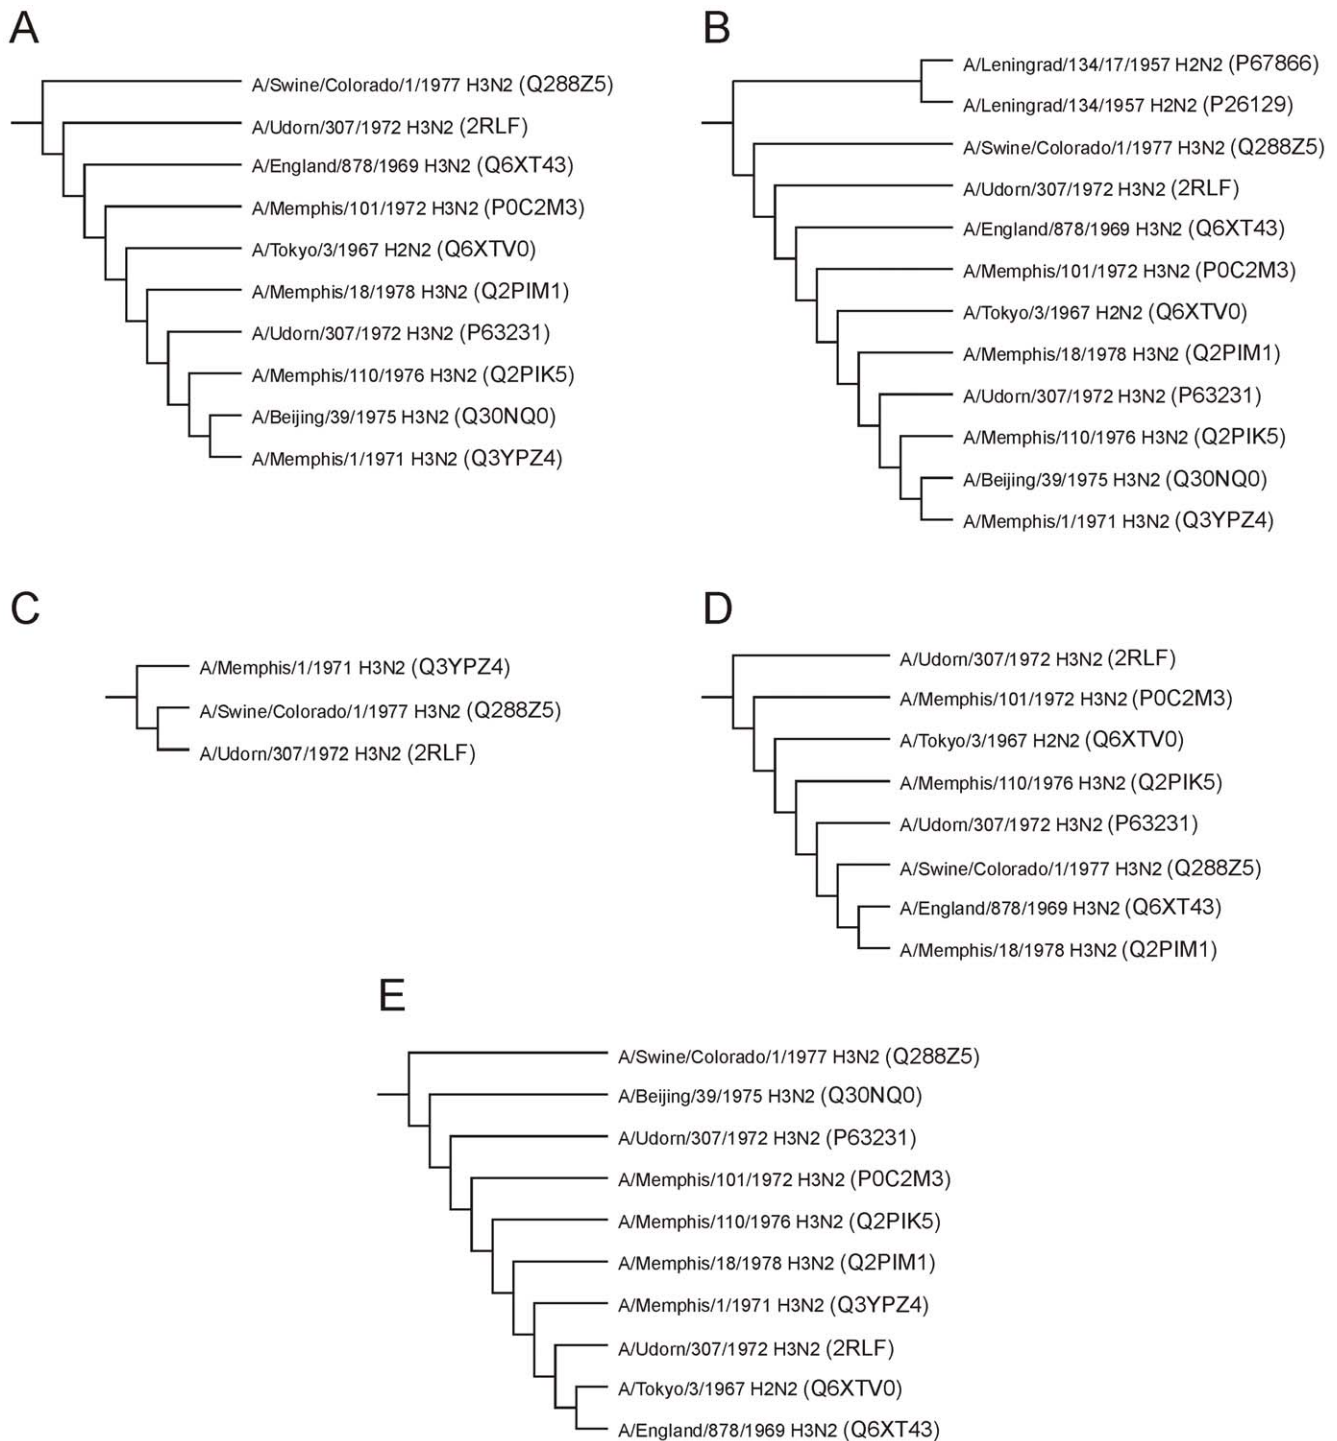 A
A/Swine/Colorado/1/1977 H3N2 (Q288Z5)
A/Udorn/307/1972 H3N2 (2RLF)
A/England/878/1969 H3N2 (Q6XT43)
A/Memphis/101/1972 H3N2 (P0C2M3)
A/Tokyo/3/1967 H2N2 (Q6XTV0)
A/Memphis/18/1978 H3N2 (Q2PIM1)
A/Udorn/307/1972 H3N2 (P63231)
A/Memphis/110/1976 H3N2 (Q2PIK5)
A/Beijing/39/1975 H3N2 (Q30NQ0)
A/Memphis/1/1971 H3N2 (Q3YPZ4)
B
A/Leningrad/134/17/1957 H2N2 (P67866)
A/Leningrad/134/1957 H2N2 (P26129)
A/Swine/Colorado/1/1977 H3N2 (Q288Z5)
A/Udorn/307/1972 H3N2 (2RLF)
A/England/878/1969 H3N2 (Q6XT43)
A/Memphis/101/1972 H3N2 (P0C2M3)
A/Tokyo/3/1967 H2N2 (Q6XTV0)
A/Memphis/18/1978 H3N2 (Q2PIM1)
A/Udorn/307/1972 H3N2 (P63231)
A/Memphis/110/1976 H3N2 (Q2PIK5)
A/Beijing/39/1975 H3N2 (Q30NQ0)
A/Memphis/1/1971 H3N2 (Q3YPZ4)
C
A/Memphis/1/1971 H3N2 (Q3YPZ4)
A/Swine/Colorado/1/1977 H3N2 (Q288Z5)
A/Udorn/307/1972 H3N2 (2RLF)
D
A/Udorn/307/1972 H3N2 (2RLF)
A/Memphis/101/1972 H3N2 (P0C2M3)
A/Tokyo/3/1967 H2N2 (Q6XTV0)
A/Memphis/110/1976 H3N2 (Q2PIK5)
A/Udorn/307/1972 H3N2 (P63231)
A/Swine/Colorado/1/1977 H3N2 (Q288Z5)
A/England/878/1969 H3N2 (Q6XT43)
A/Memphis/18/1978 H3N2 (Q2PIM1)
E
A/Swine/Colorado/1/1977 H3N2 (Q288Z5)
A/Beijing/39/1975 H3N2 (Q30NQ0)
A/Udorn/307/1972 H3N2 (P63231)
A/Memphis/101/1972 H3N2 (P0C2M3)
A/Memphis/110/1976 H3N2 (Q2PIK5)
A/Memphis/18/1978 H3N2 (Q2PIM1)
A/Memphis/1/1971 H3N2 (Q3YPZ4)
A/Udorn/307/1972 H3N2 (2RLF)
A/Tokyo/3/1967 H2N2 (Q6XTV0)
A/England/878/1969 H3N2 (Q6XT43)